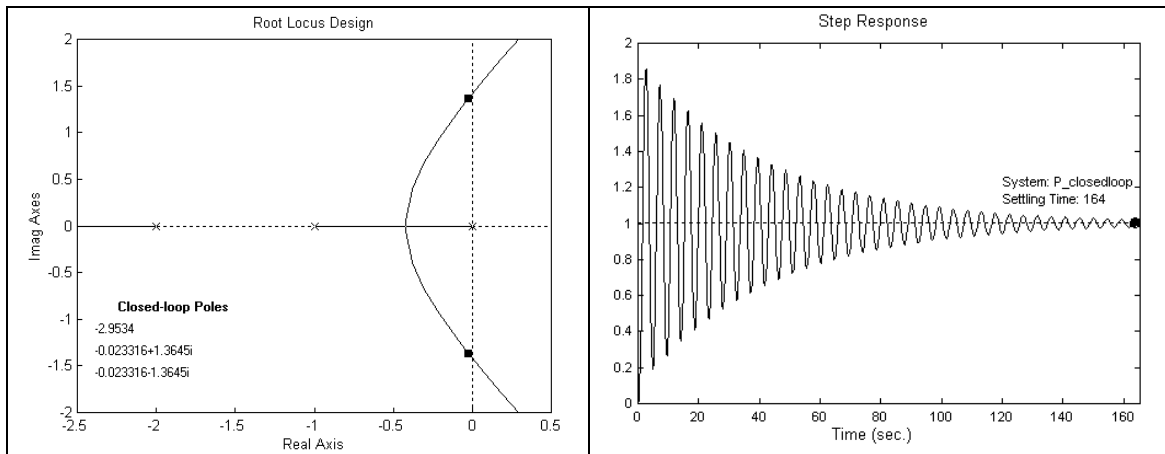 Root Locus Design
2
1.5
1
0.5
0
-0.5
-1
-1.5
-2
Imag Axes
Closed-loop Poles
-2.9534
-0.023316+1.3645i
-0.023316-1.3645i
-2.5 -2 -1.5 -1 -0.5 0 0.5
Real Axis
Step Response
2
1.8
1.6
1.4
1.2
1
0.8
0.6
0.4
0.2
0
System: P_closedloop
Settling Time: 164
0 20 40 60 80 100 120 140 160
Time (sec.)